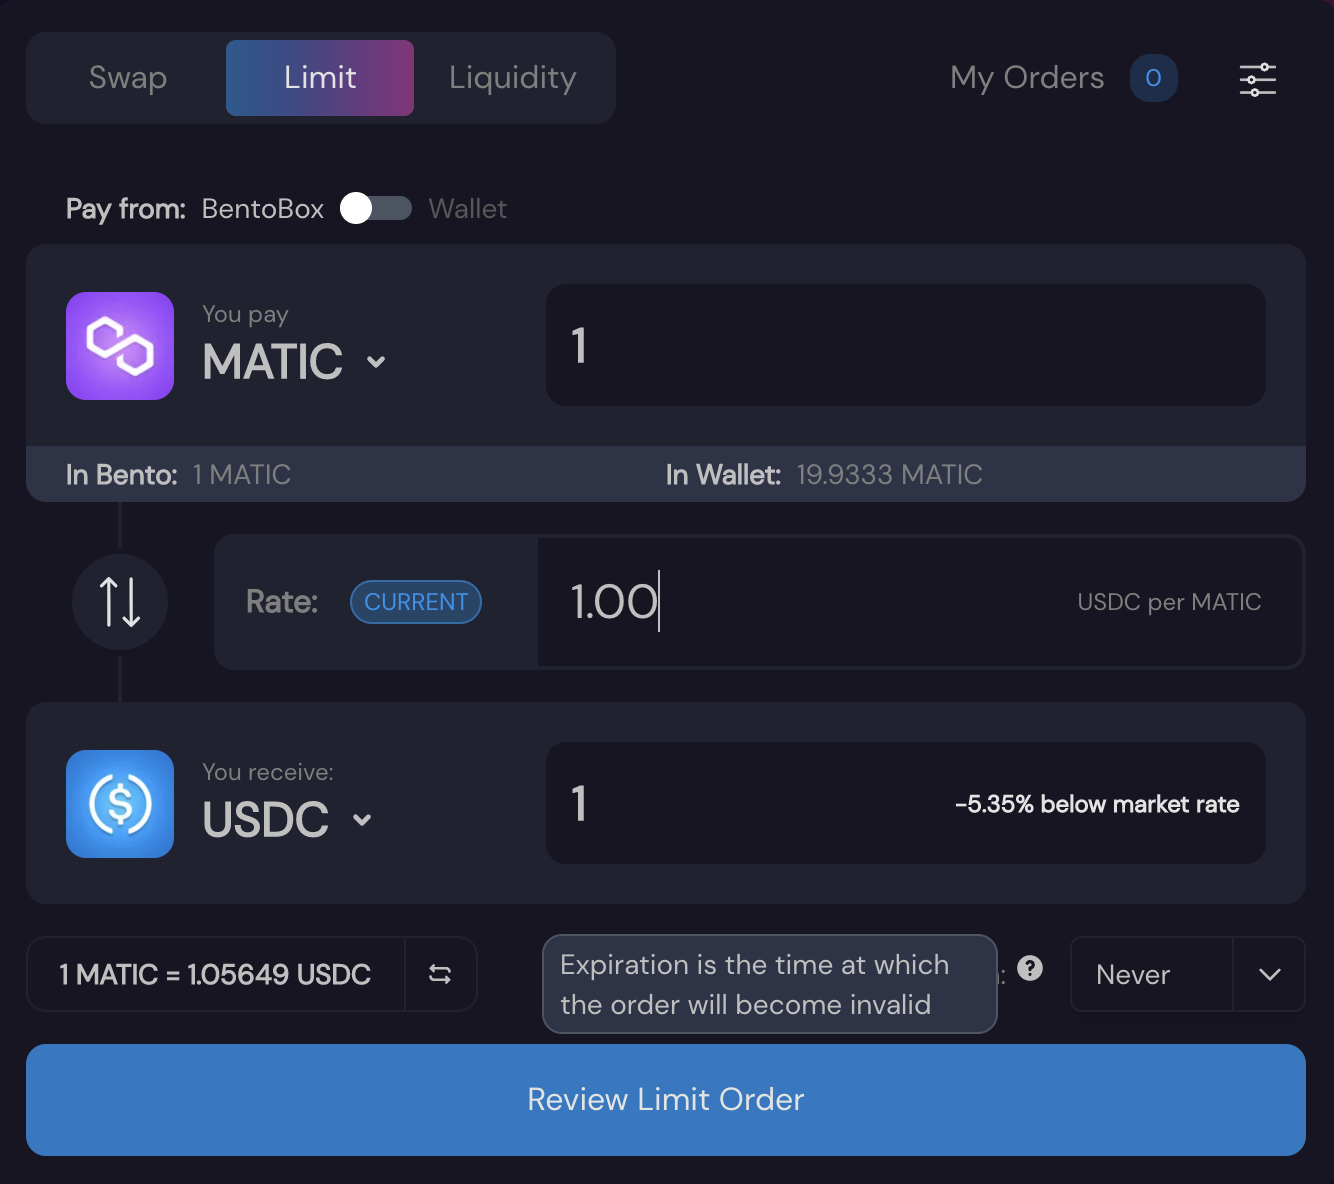 Swap Limit Liquidity My Orders 0
Pay from: BentoBox Wallet
You pay
MATIC
1
In Bento: 1 MATIC In Wallet: 19.9333 MATIC
Rate: CURRENT 1.00 USDC per MATIC
You receive:
USDC
1 -5.35% below market rate
1 MATIC = 1.05649 USDC
Expiration is the time at which
the order will become invalid
Never
Review Limit Order